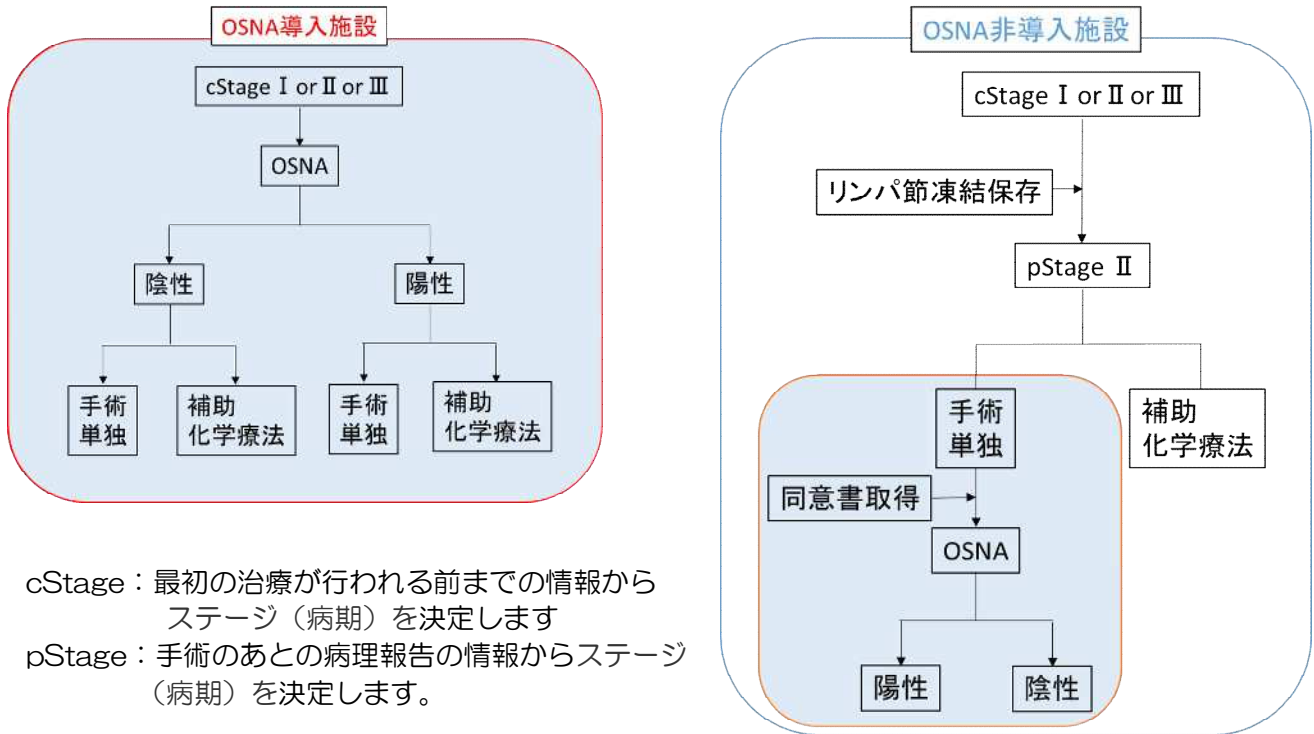 OSNA導入施設
cStage Ⅰ or Ⅱ or Ⅲ
OSNA
陰性
陽性
手術
単独
補助
化学療法
手術
単独
補助
化学療法
cStage：最初の治療が行われる前までの情報から
ステージ（病期）を決定します
pStage：手術のあとの病理報告の情報からステージ
（病期）を決定します。
OSNA非導入施設
cStage Ⅰ or Ⅱ or Ⅲ
リンパ節凍結保存
pStage Ⅱ
手術
単独
補助
化学療法
同意書取得
OSNA
陽性
陰性